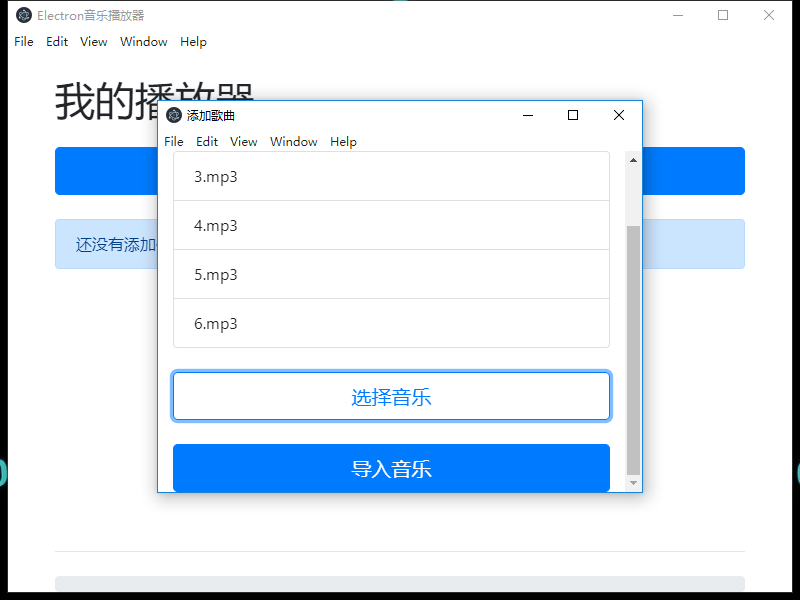 Electron音乐播放器
File Edit View Window Help
我的播放器
添加歌曲
File Edit View Window Help
3.mp3
4.mp3
5.mp3
6.mp3
选择音乐
导入音乐
还没有添加